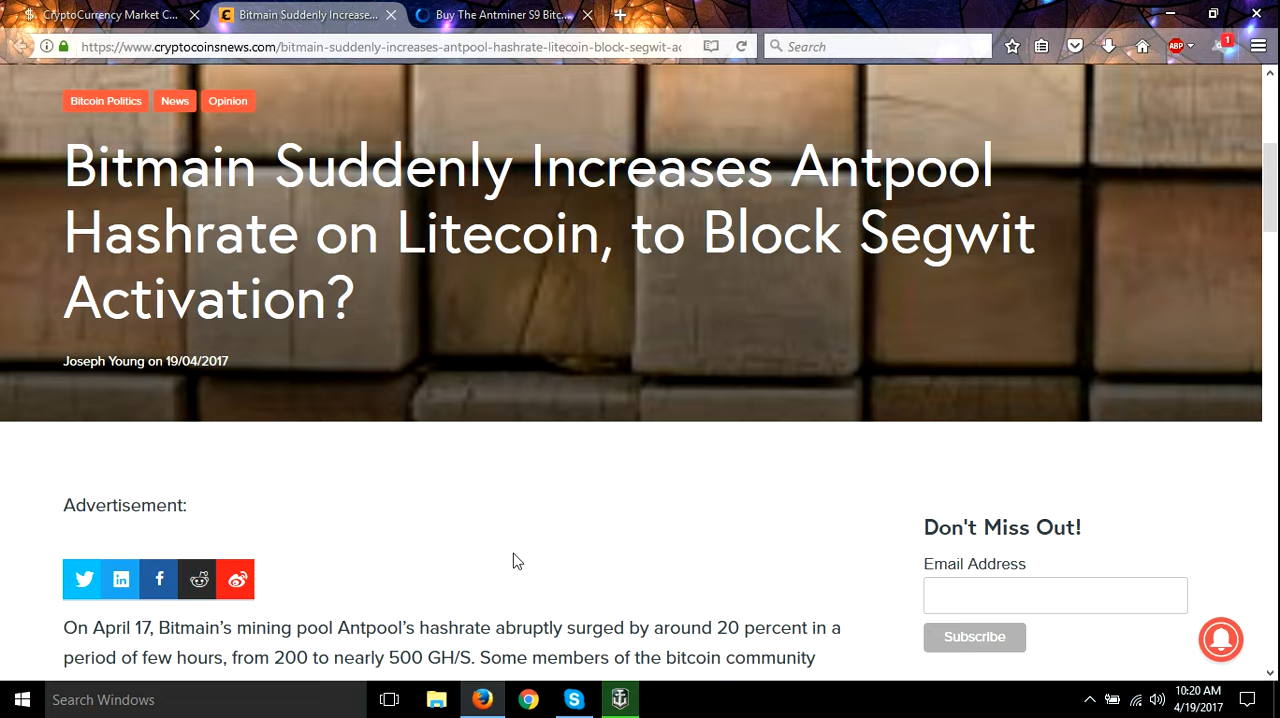 CryptoCurrency Market C...
Bitmain Suddenly Increase...
Buy The Antminer S9 Bitc...
https://www.cryptocoinsnews.com/bitmain-suddenly-increases-antpool-hashrate-litecoin-block-segwit-ac
Search
ABP
1
Bitcoin Politics
News
Opinion
Bitmain Suddenly Increases Antpool
Hashrate on Litecoin, to Block Segwit
Activation?
Joseph Young on 19/04/2017
Advertisement:
Don't Miss Out!
Email Address
Subscribe
On April 17, Bitmain's mining pool Antpool's hashrate abruptly surged by around 20 percent in a
period of few hours, from 200 to nearly 500 GH/S. Some members of the bitcoin community
Search Windows
10:20 AM
4/19/2017